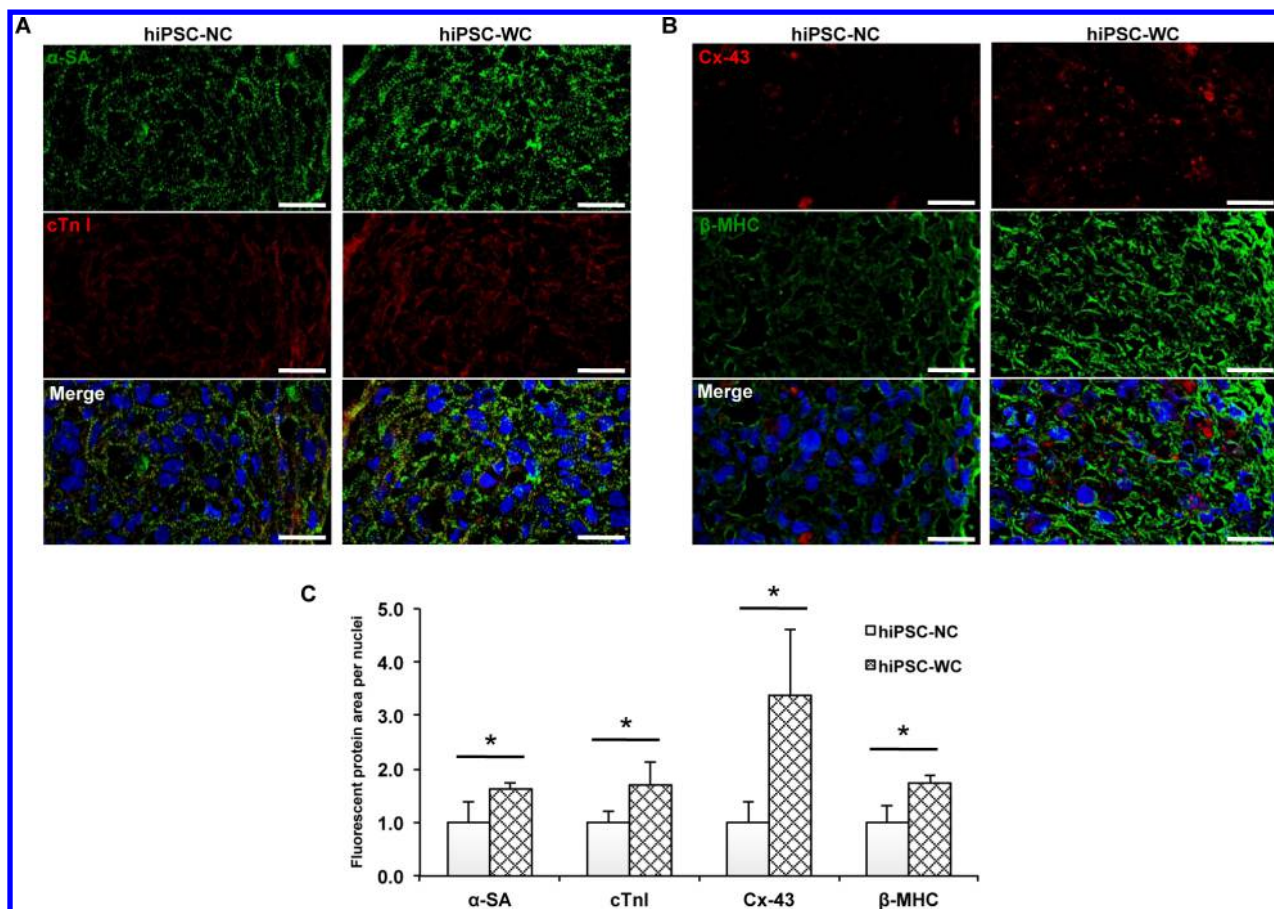 A
hiPSC-NC
hiPSC-WC
α-SA
cTn I
Merge
B
hiPSC-NC
hiPSC-WC
Cx-43
β-MHC
Merge
C
Fluorescent protein area per nuclei
5.0
4.0
3.0
2.0
1.0
0.0
*
*
*
*
hiPSC-NC
hiPSC-WC
α-SA
cTnI
Cx-43
β-MHC